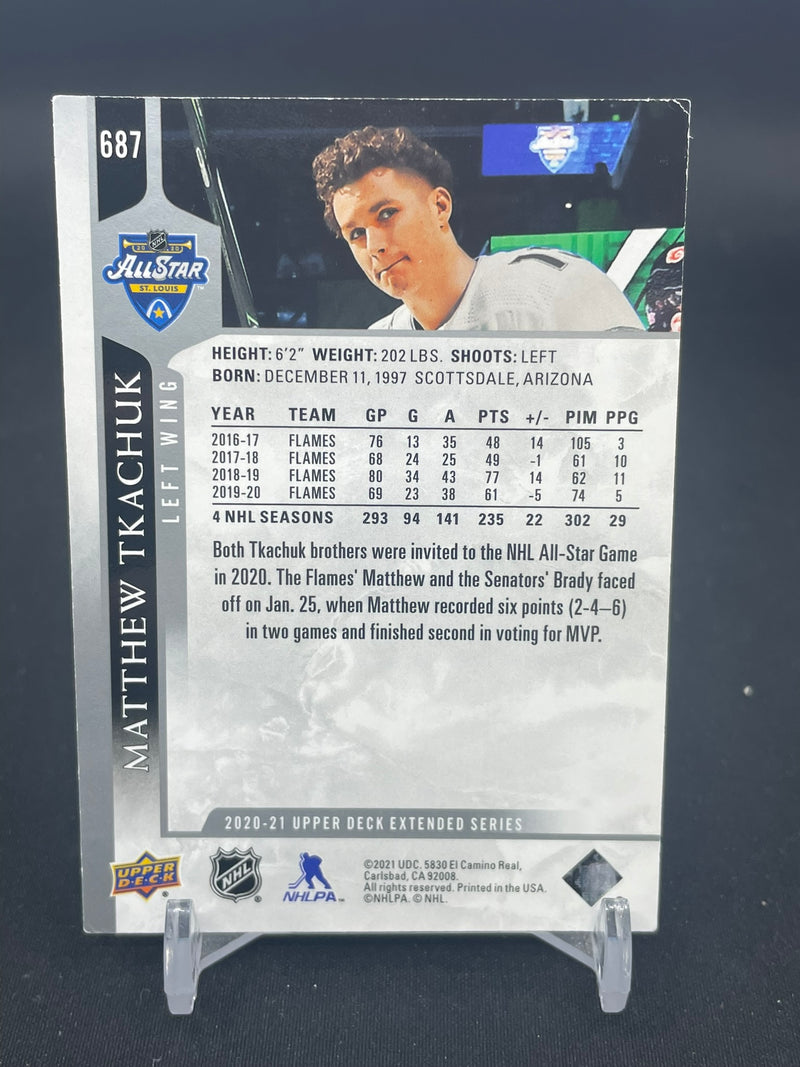 687
NHL
20 20
ALL STAR
ST. LOUIS
TM
MATTHEW TKACHUK
LEFT WING
1
HEIGHT: 6'2" WEIGHT: 202 LBS. SHOOTS: LEFT
BORN: DECEMBER 11, 1997 SCOTTSDALE, ARIZONA
YEAR TEAM GP G A PTS +/- PIM PPG
2016-17 FLAMES 76 13 35 48 14 105 3
2017-18 FLAMES 68 24 25 49 -1 61 10
2018-19 FLAMES 80 34 43 77 14 62 11
2019-20 FLAMES 69 23 38 61 -5 74 5
4 NHL SEASONS 293 94 141 235 22 302 29
Both Tkachuk brothers were invited to the NHL All-Star Game
in 2020. The Flames' Matthew and the Senators' Brady faced
off on Jan. 25, when Matthew recorded six points (2-4–6)
in two games and finished second in voting for MVP.
2020-21 UPPER DECK EXTENDED SERIES
UPPER
D·E·C·K
®
NHL
®
NHLPA™
©2021 UDC. 5830 El Camino Real,
Carlsbad, CA 92008.
All rights reserved. Printed in the USA.
©NHLPA. © NHL.